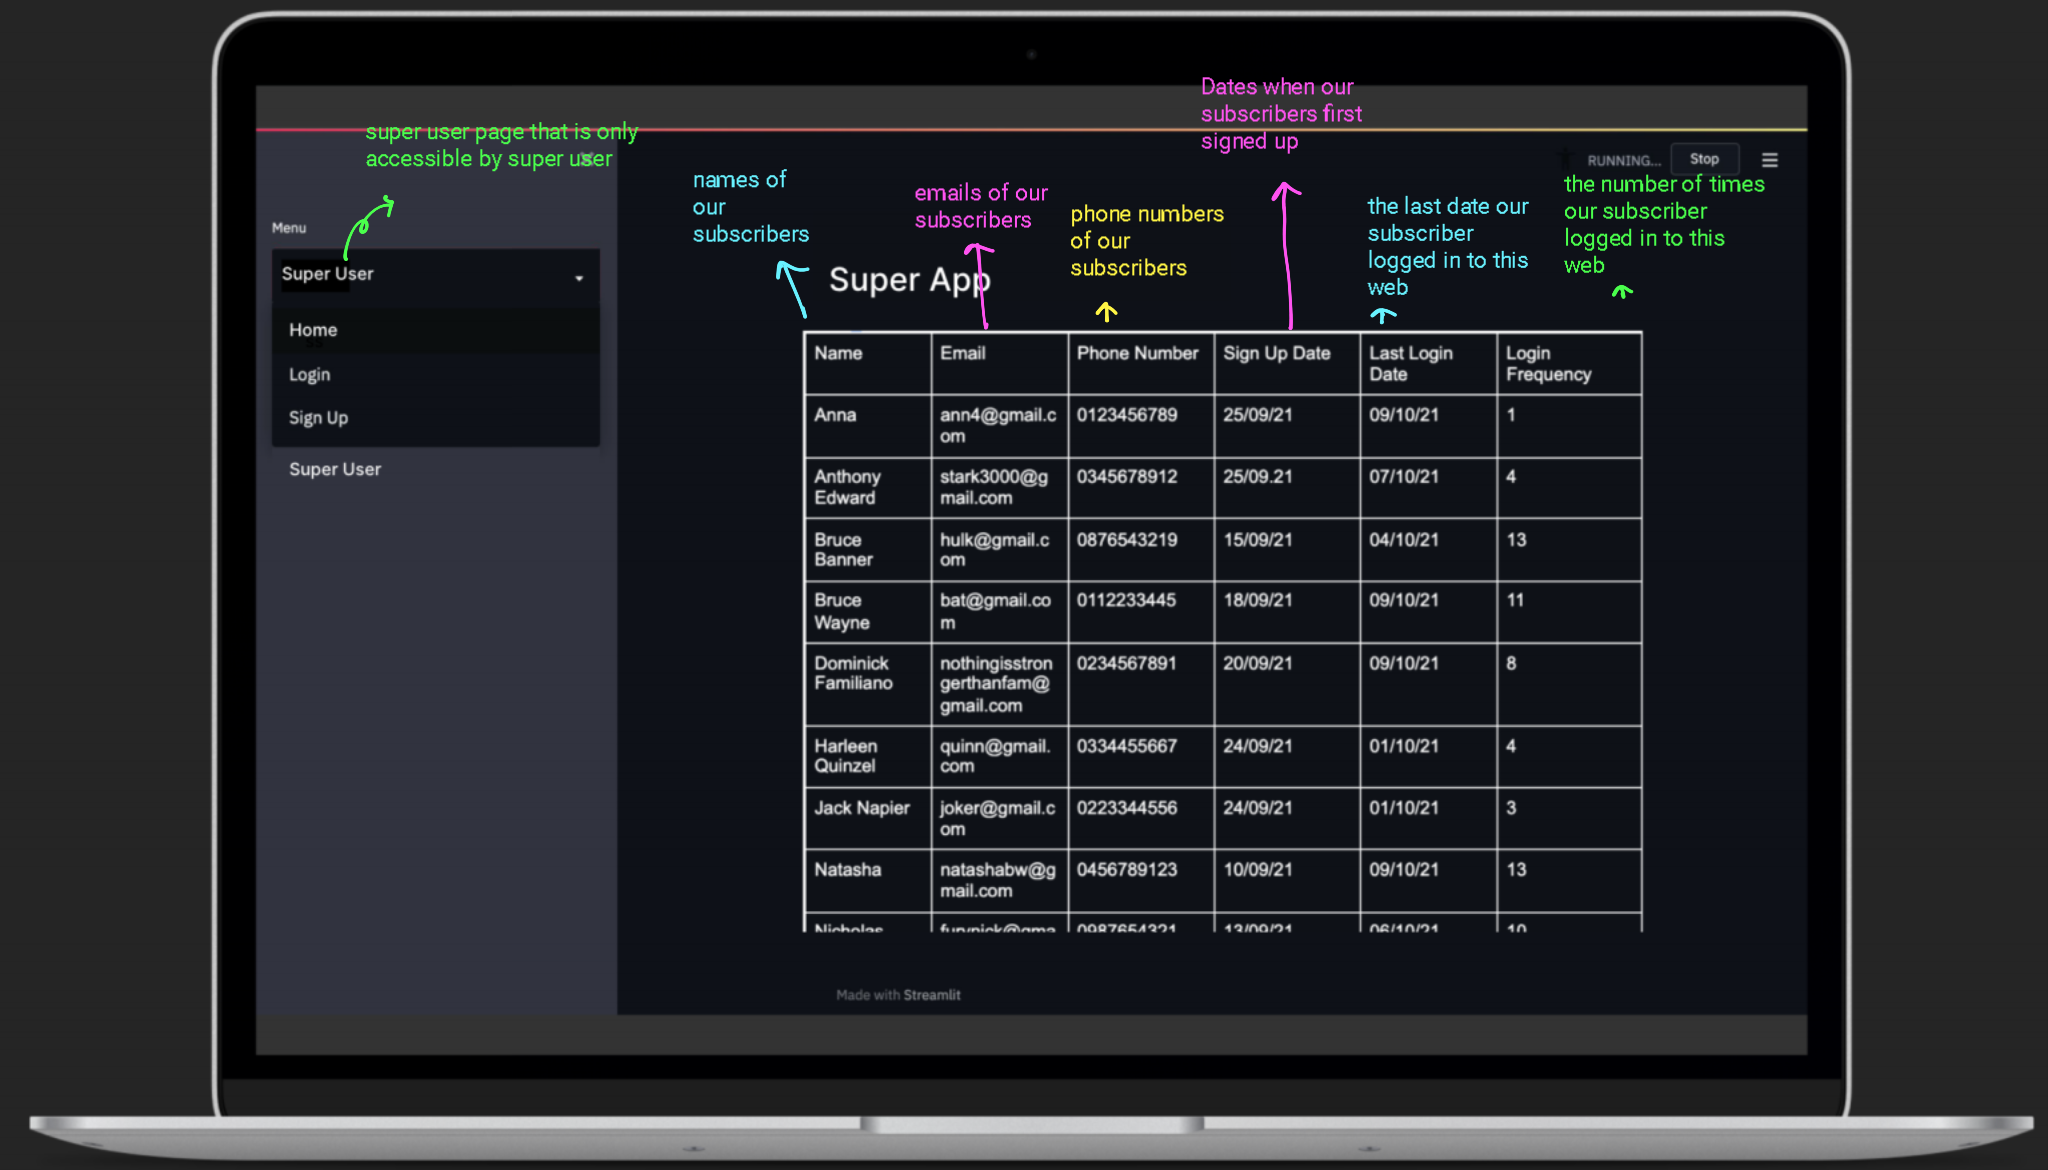 Dates when our
subscribers first
signed up
super user page that is only
accessible by super user
RUNNING...
Stop
names of
our
subscribers
emails of our
subscribers
phone numbers
of our
subscribers
the last date our
subscriber
logged in to this
web
the number of times
our subscriber
logged in to this
web
Menu
Super User
Home
Login
Sign Up
Super User
Super App
Name Email Phone Number Sign Up Date Last Login Date Login Frequency
Anna ann4@gmail.com 0123456789 25/09/21 09/10/21 1
Anthony Edward stark3000@gmail.com 0345678912 25/09.21 07/10/21 4
Bruce Banner hulk@gmail.com 0876543219 15/09/21 04/10/21 13
Bruce Wayne bat@gmail.com 0112233445 18/09/21 09/10/21 11
Dominick Familiano nothingisstrongerthanfam@gmail.com 0234567891 20/09/21 09/10/21 8
Harleen Quinzel quinn@gmail.com 0334455667 24/09/21 01/10/21 4
Jack Napier joker@gmail.com 0223344556 24/09/21 01/10/21 3
Natasha natashabw@gmail.com 0456789123 10/09/21 09/10/21 13
Nicholas furynick@gma 0987654321 13/09/21 06/10/21 10
Made with Streamlit